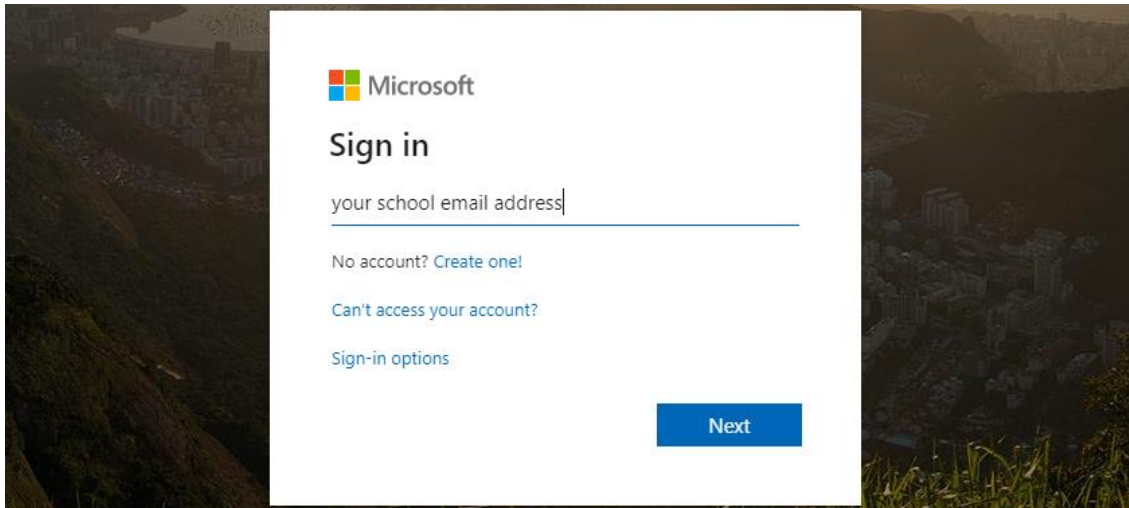 Microsoft
Sign in
your school email address
No account? Create one!
Can't access your account?
Sign-in options
Next